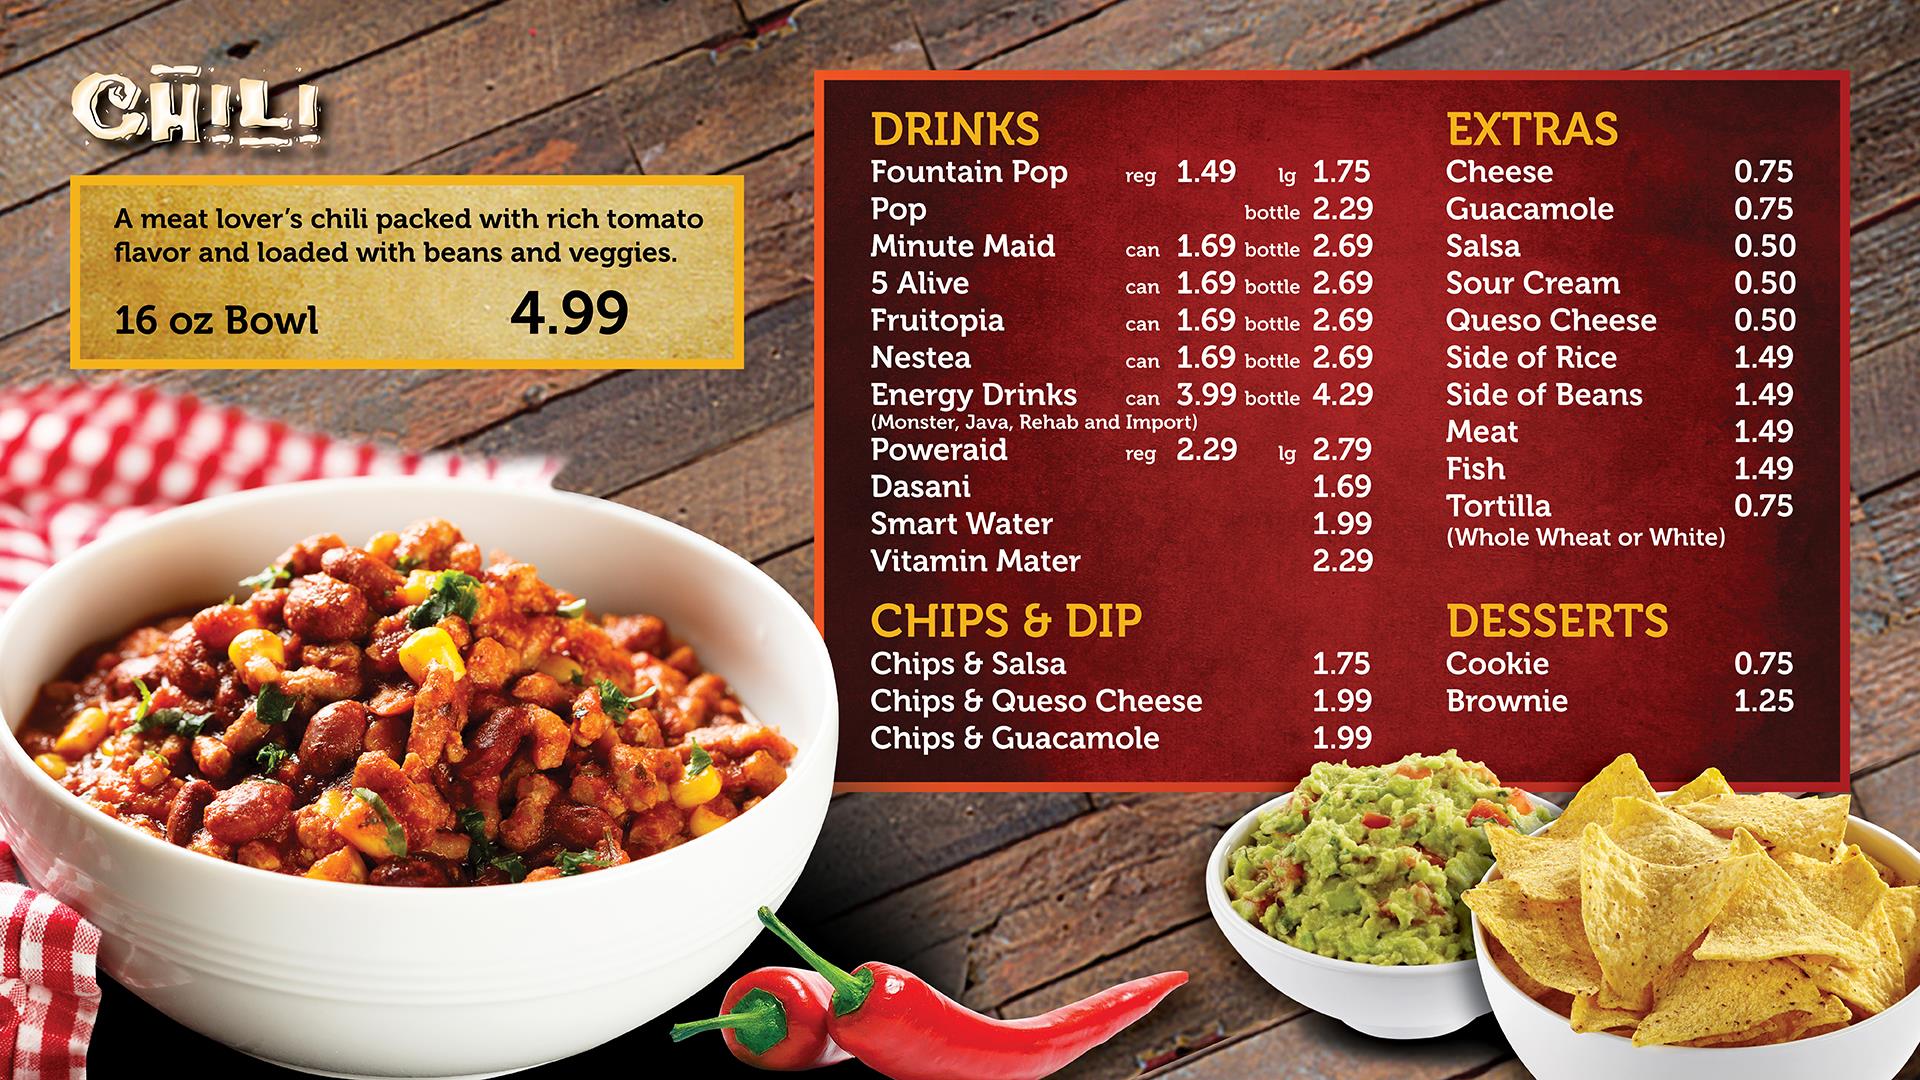 CHILI
A meat lover's chili packed with rich tomato
flavor and loaded with beans and veggies.
16 oz Bowl 4.99
DRINKS
Fountain Pop reg 1.49 lg 1.75
Pop bottle 2.29
Minute Maid can 1.69 bottle 2.69
5 Alive can 1.69 bottle 2.69
Fruitopia can 1.69 bottle 2.69
Nestea can 1.69 bottle 2.69
Energy Drinks can 3.99 bottle 4.29
(Monster, Java, Rehab and Import)
Poweraid reg 2.29 lg 2.79
Dasani 1.69
Smart Water 1.99
Vitamin Mater 2.29
CHIPS & DIP
Chips & Salsa 1.75
Chips & Queso Cheese 1.99
Chips & Guacamole 1.99
EXTRAS
Cheese 0.75
Guacamole 0.75
Salsa 0.50
Sour Cream 0.50
Queso Cheese 0.50
Side of Rice 1.49
Side of Beans 1.49
Meat 1.49
Fish 1.49
Tortilla 0.75
(Whole Wheat or White)
DESSERTS
Cookie 0.75
Brownie 1.25